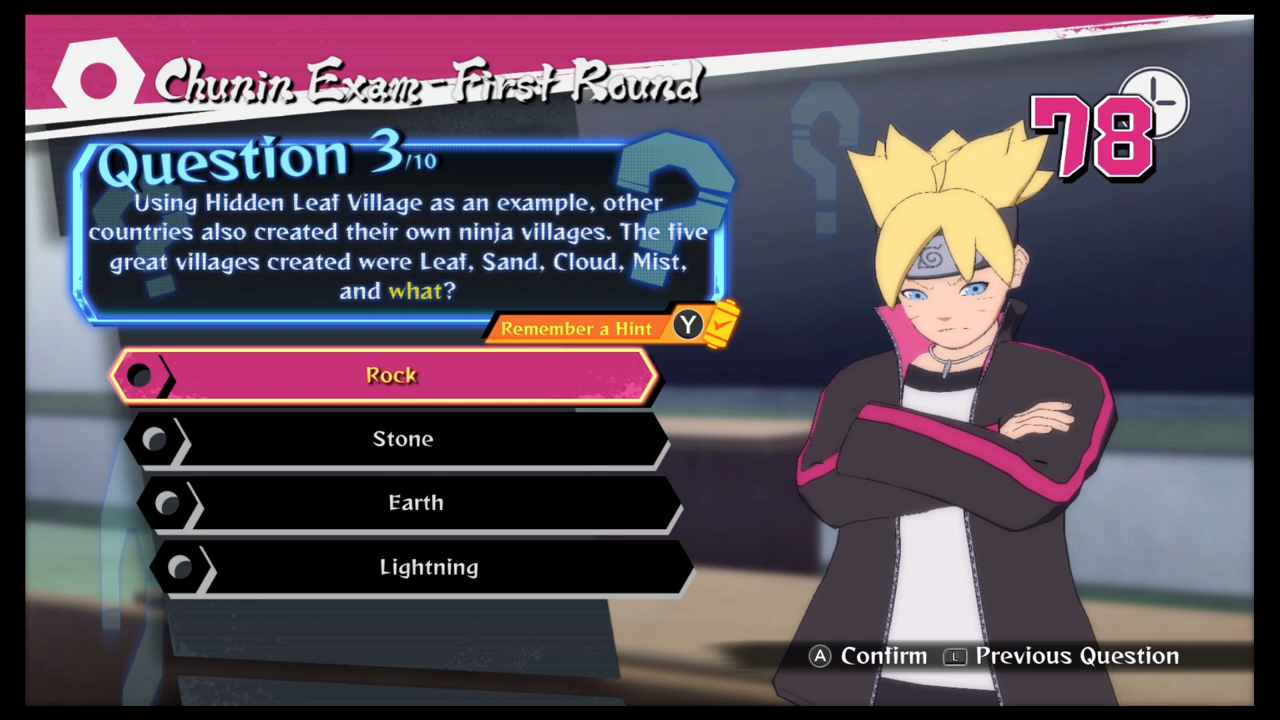 Chunin Exam - First Round
78
Question 3/10
Using Hidden Leaf Village as an example, other
countries also created their own ninja villages. The five
great villages created were Leaf, Sand, Cloud, Mist,
and what?
Remember a Hint Y
Rock
Stone
Earth
Lightning
A Confirm L Previous Question